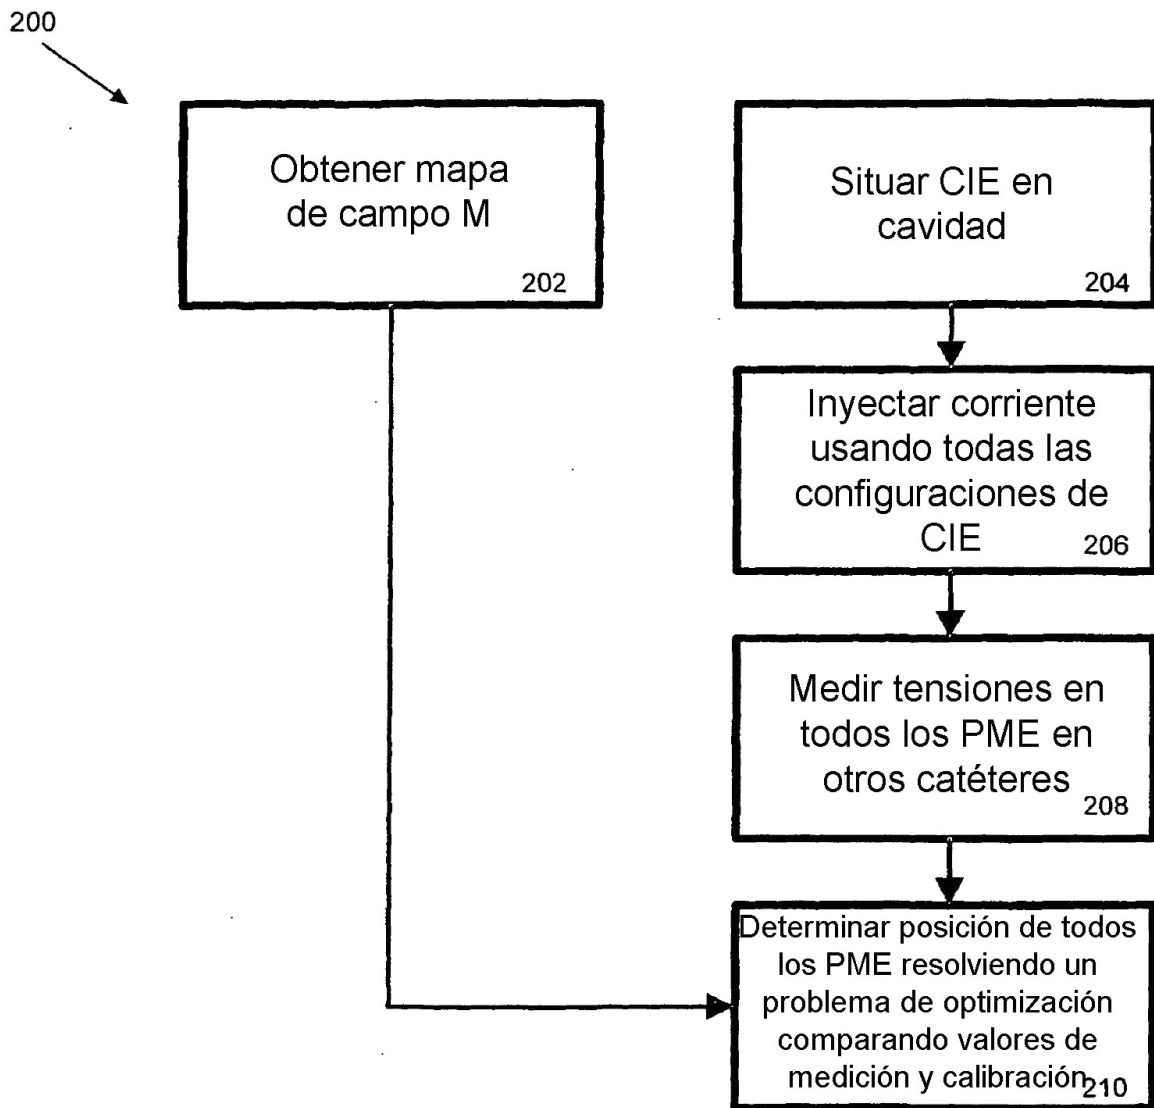 200
Obtener mapa
de campo M
202
Situar CIE en
cavidad
204
Inyectar corriente
usando todas las
configuraciones de
CIE
206
Medir tensiones en
todos los PME en
otros catéteres
208
Determinar posición de todos
los PME resolviendo un
problema de optimización
comparando valores de
medición y calibración
210